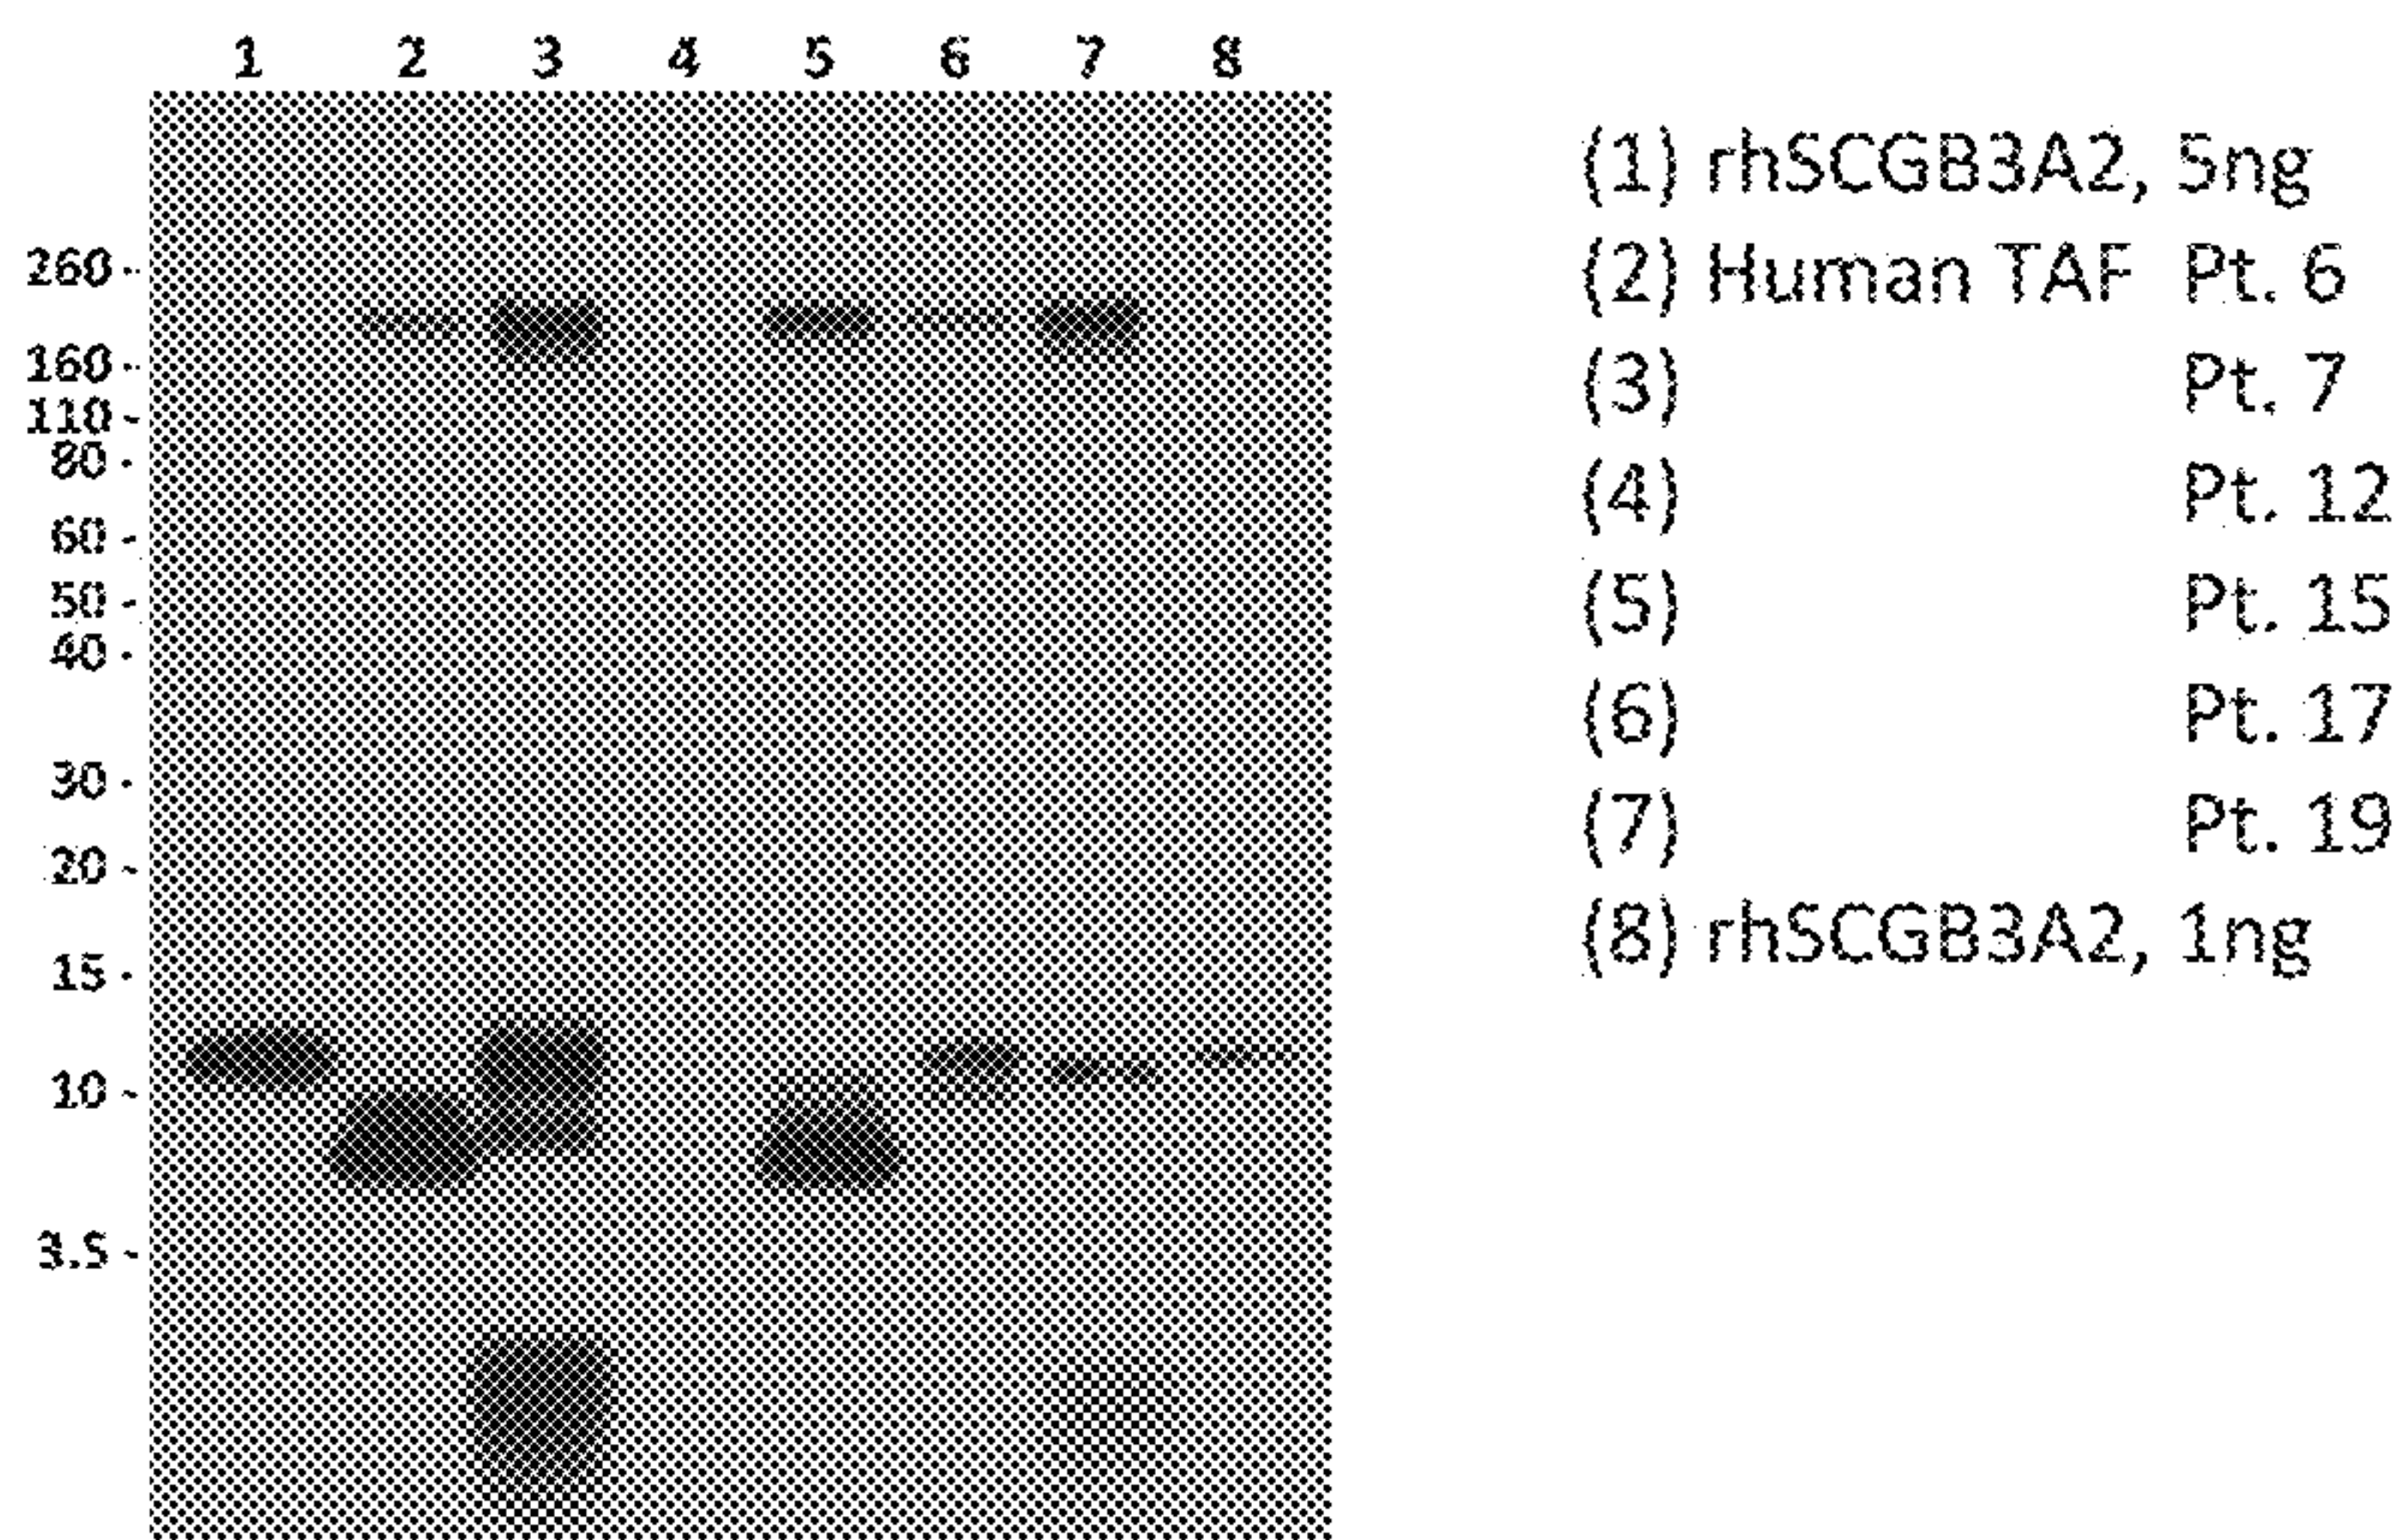 1 2 3 4 5 6 7 8
260 -
160 -
110 -
80 -
60 -
50 -
40 -
30 -
20 -
15 -
10 -
3.5 -
(1) rhSCGB3A2, 5ng
(2) Human TAF Pt. 6
(3) Pt. 7
(4) Pt. 12
(5) Pt. 15
(6) Pt. 17
(7) Pt. 19
(8) rhSCGB3A2, 1ng